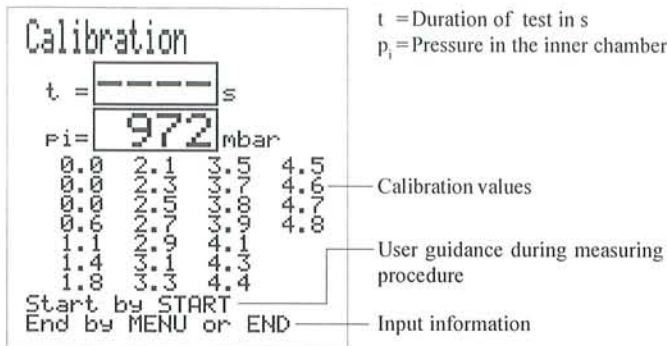 Calibration
t = ---- s
pi= 972 mbar
0.0 2.1 3.5 4.5
0.0 2.3 3.7 4.6
0.0 2.5 3.8 4.7
0.6 2.7 3.9 4.8
1.1 2.9 4.1
1.4 3.1 4.3
1.8 3.3 4.4
Start by START
End by MENU or END
t = Duration of test in s
pi = Pressure in the inner chamber
Calibration values
User guidance during measuring
procedure
Input information